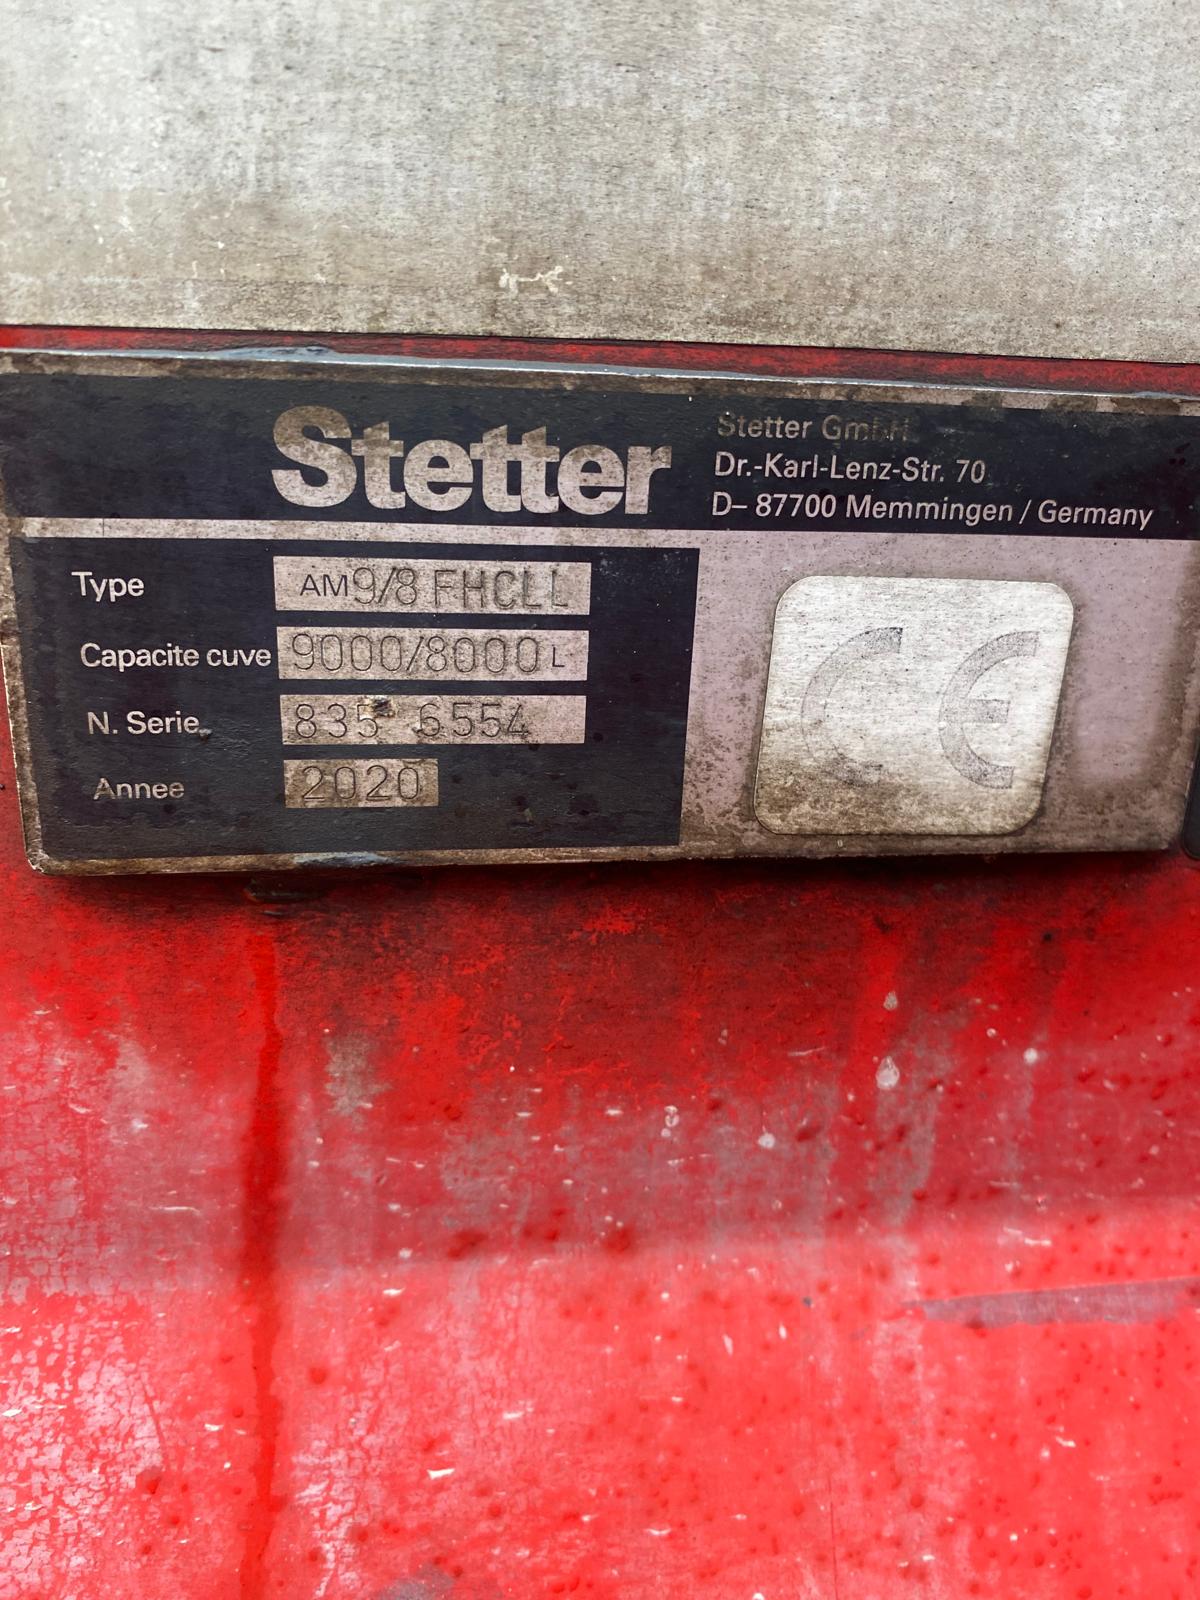 Stetter
Stetter GmbH
Dr.-Karl-Lenz-Str. 70
D– 87700 Memmingen / Germany
Type AM9/8 FHCLL
Capacite cuve 9000/8000 L
N. Serie 835 6554
Annee 2020
CE